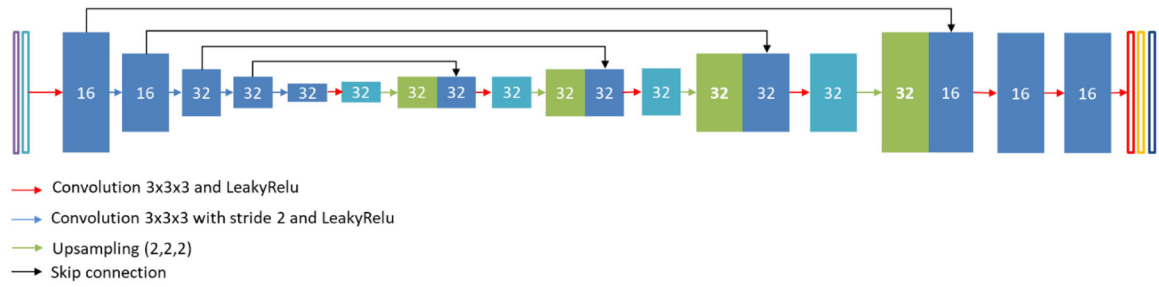 16 16 32 32 32 32 32 32 32 32 32 32 32 32 32 32 16 16 16
Convolution 3x3x3 and LeakyRelu
Convolution 3x3x3 with stride 2 and LeakyRelu
Upsampling (2,2,2)
Skip connection